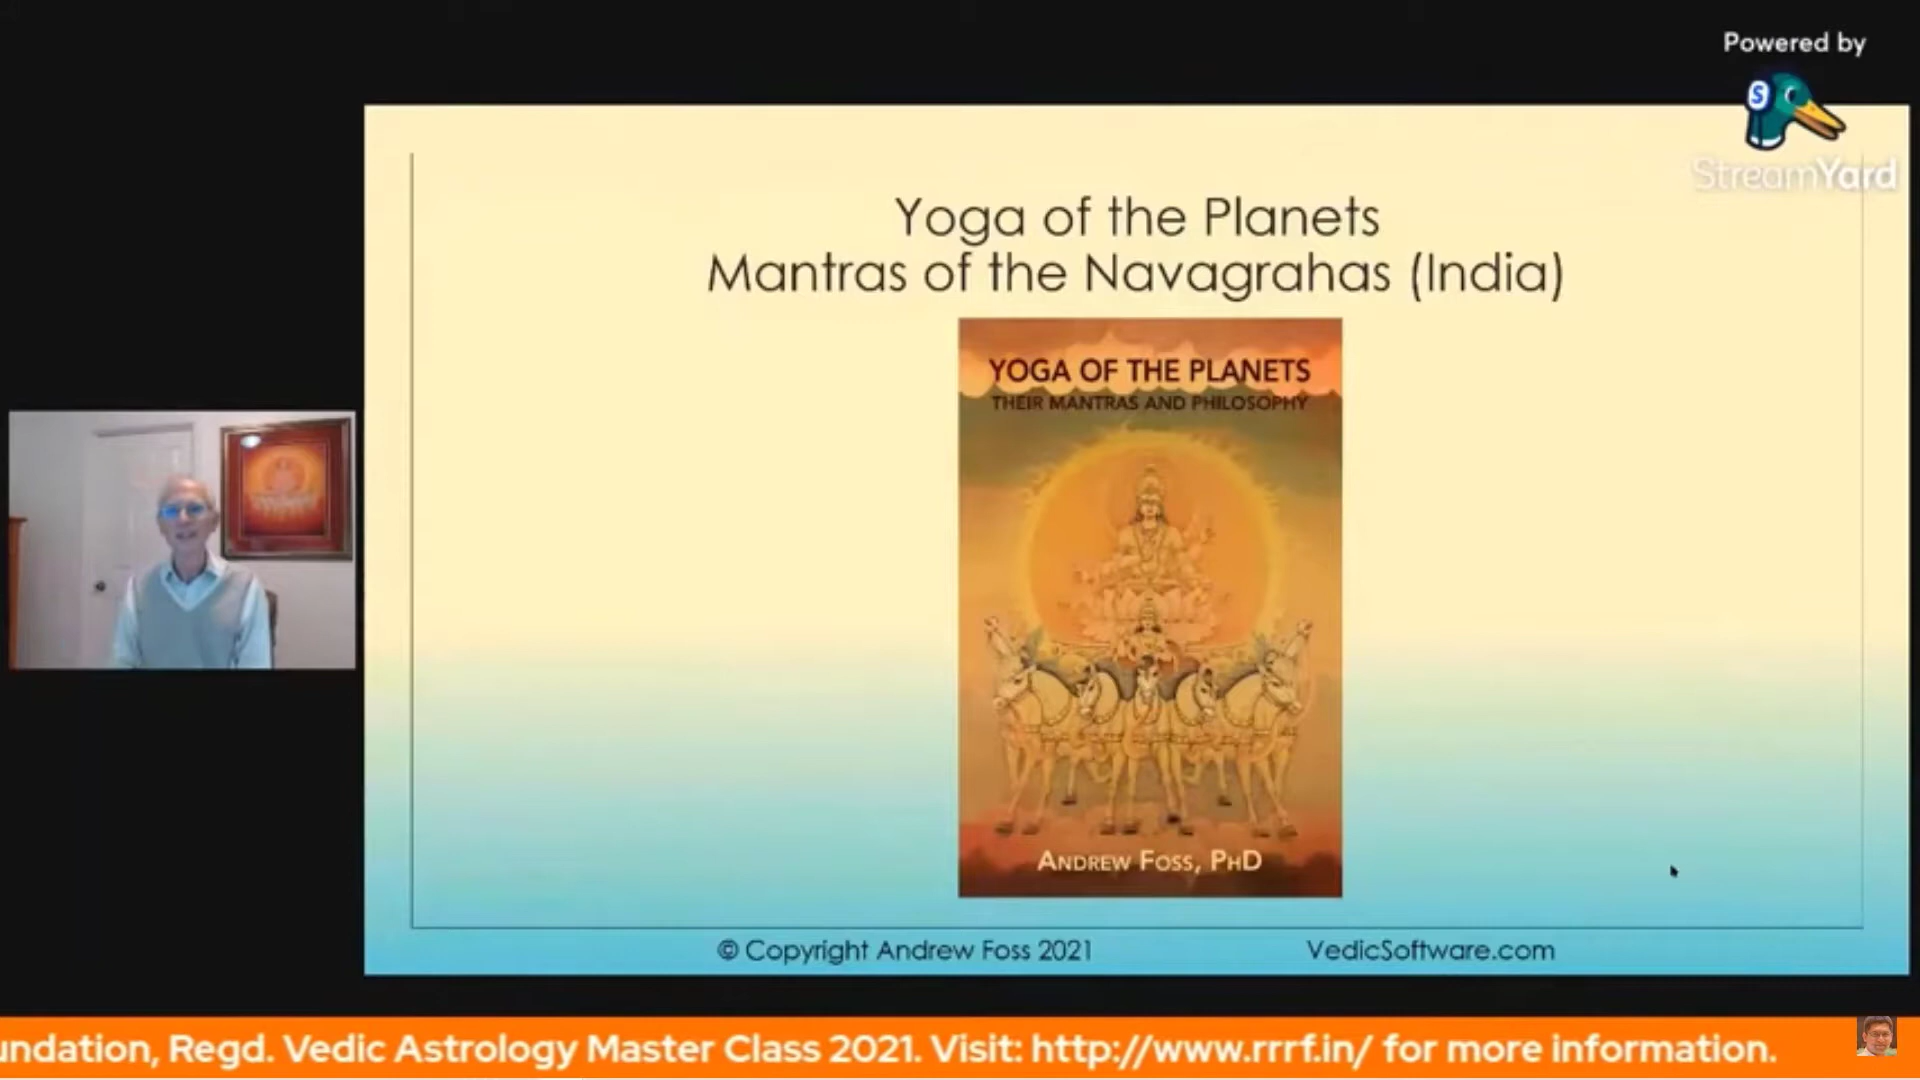 Powered by
S
StreamYard
Yoga of the Planets
Mantras of the Navagrahas (India)
YOGA OF THE PLANETS
THEIR MANTRAS AND PHILOSOPHY
ANDREW FOSS, PHD
© Copyright Andrew Foss 2021
VedicSoftware.com
undation, Regd. Vedic Astrology Master Class 2021. Visit: http://www.rrrf.in/ for more information.